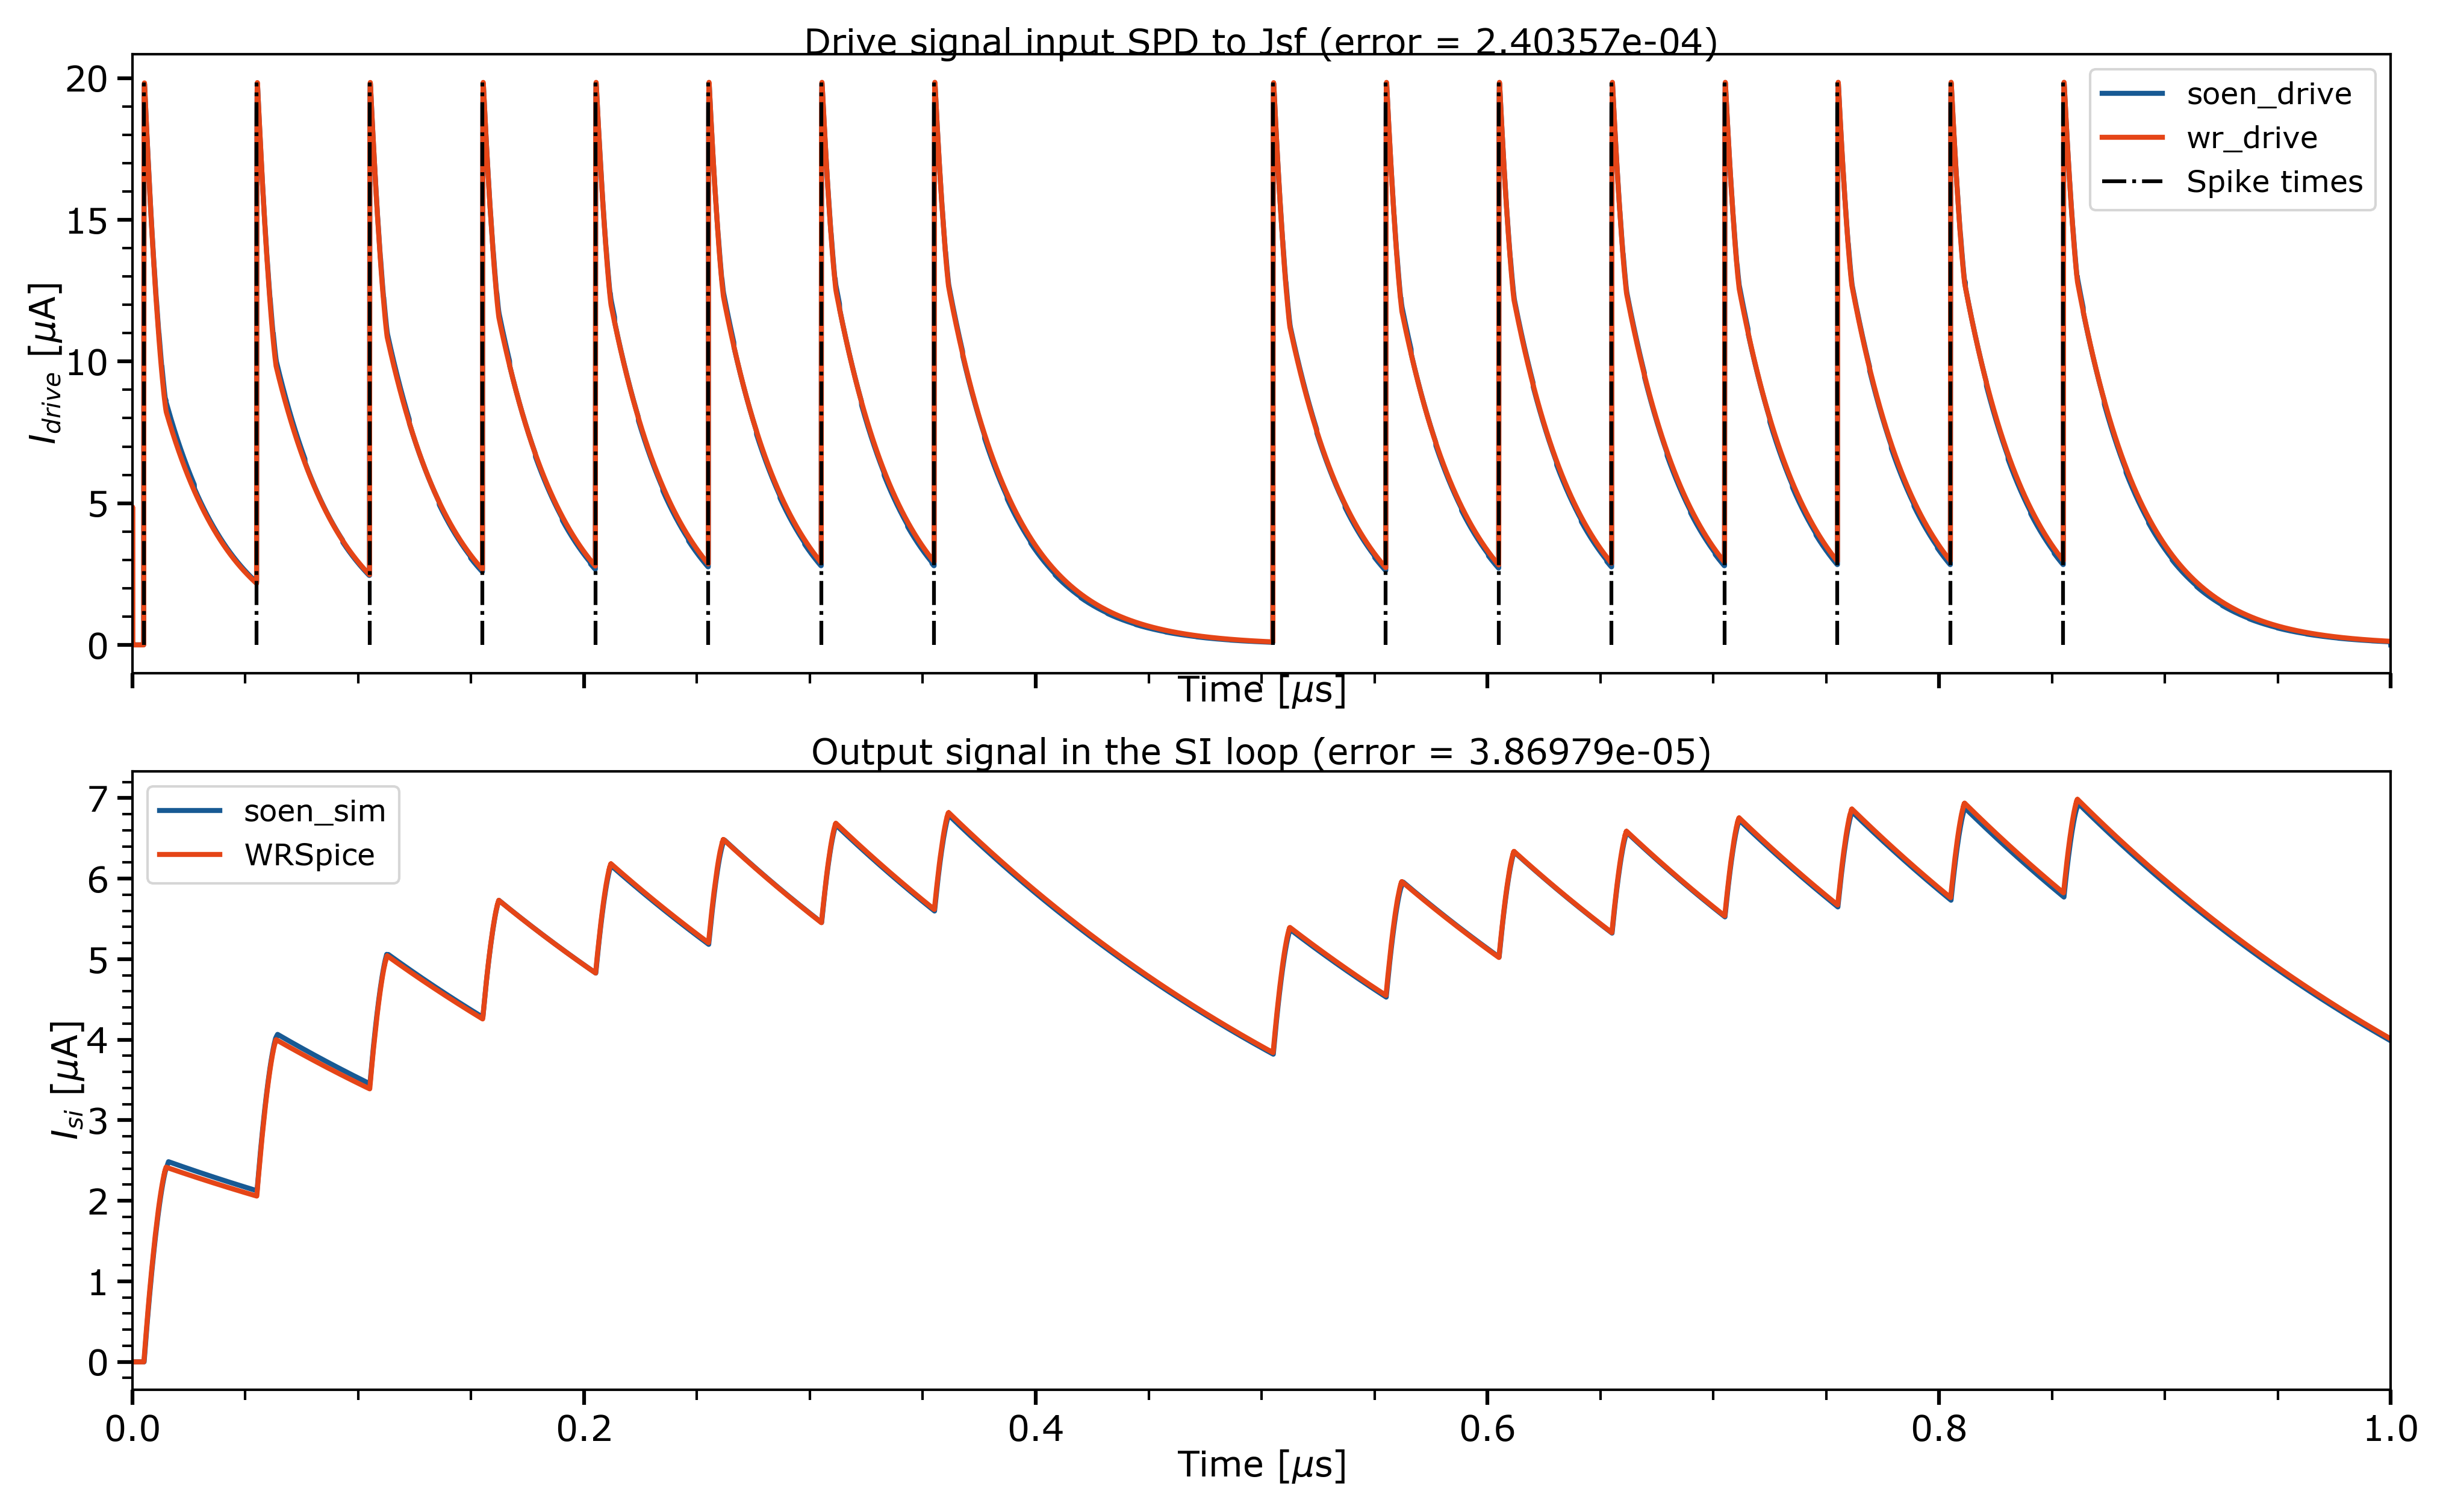 Drive signal input SPD to Jsf (error = 2.40357e-04)
20
15
10
5
0
I_drive [μA]
soen_drive
wr_drive
Spike times
Time [μs]
Output signal in the SI loop (error = 3.86979e-05)
7
6
5
4
3
2
1
0
I_si [μA]
soen_sim
WRSpice
0.0 0.2 0.4 0.6 0.8 1.0
Time [μs]